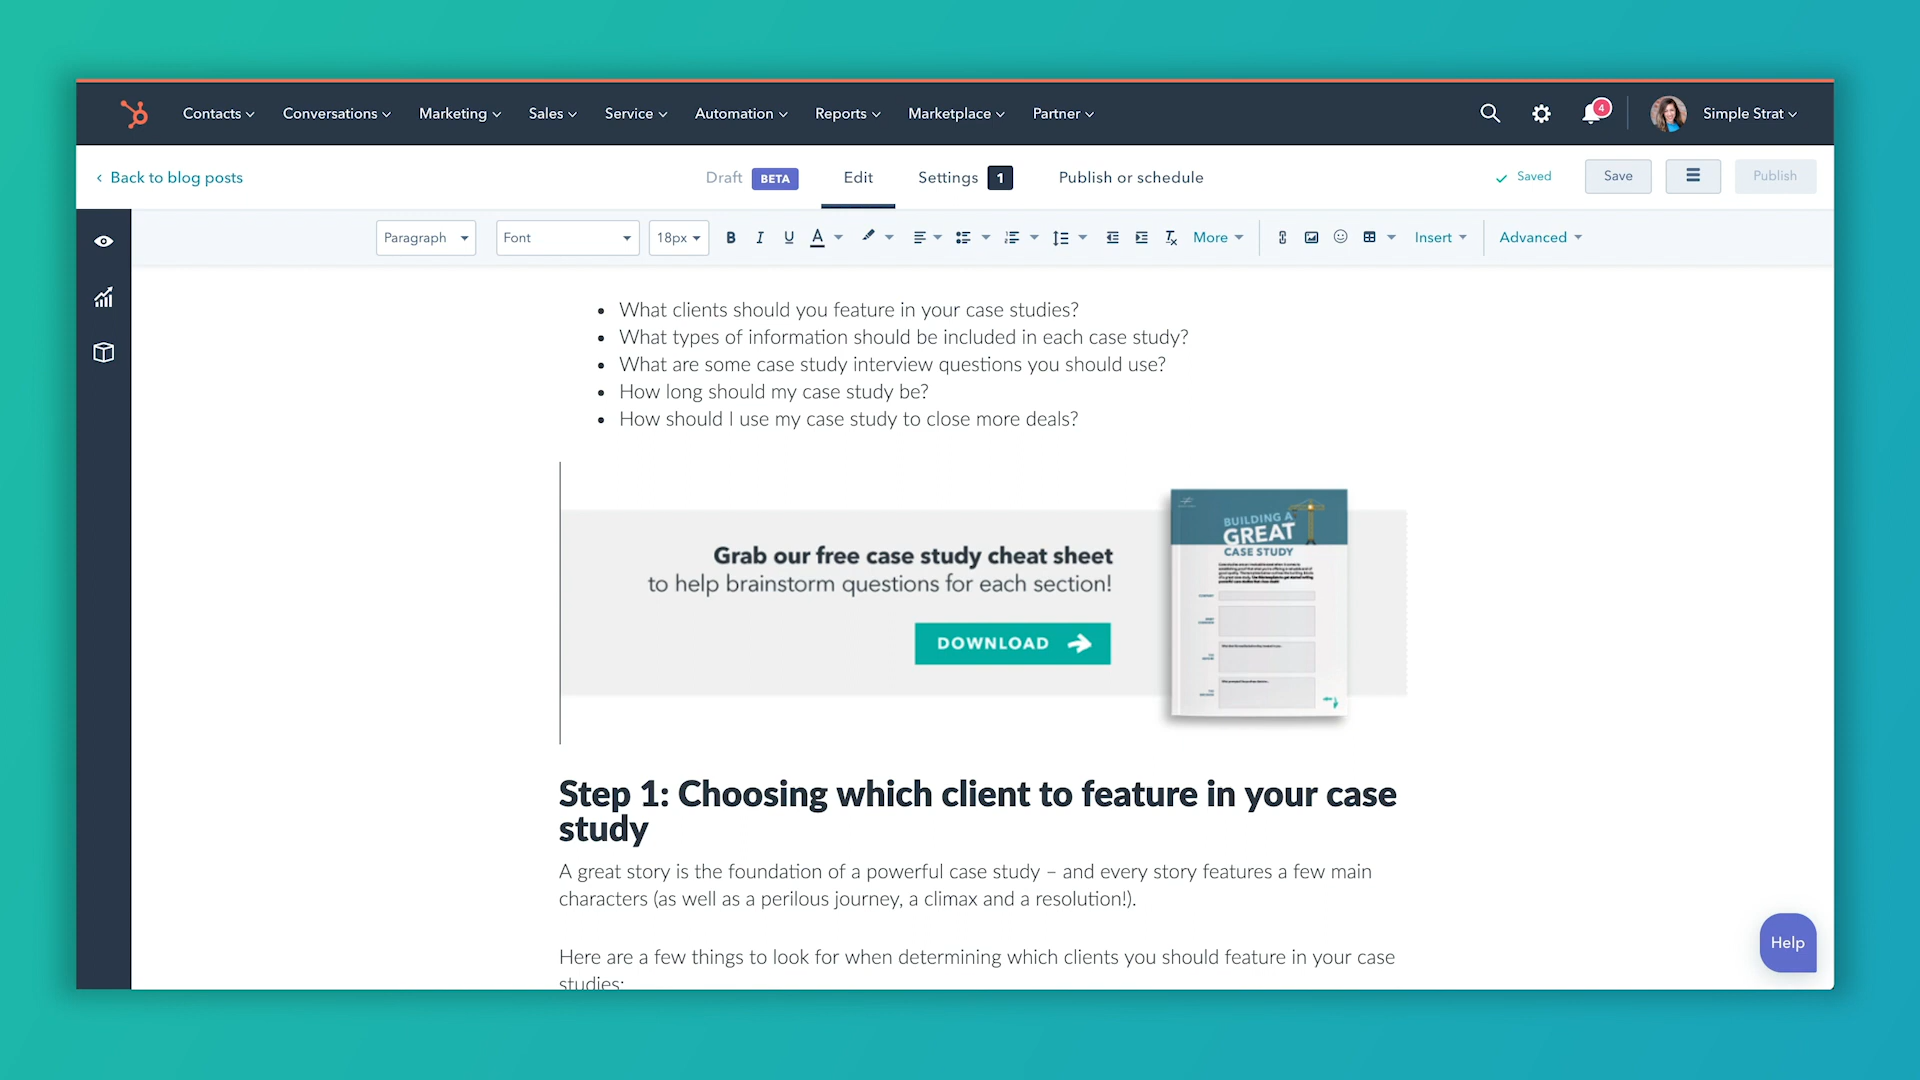 Contacts
Conversations
Marketing
Sales
Service
Automation
Reports
Marketplace
Partner
4
Simple Strat
Back to blog posts
Draft BETA
Edit
Settings 1
Publish or schedule
Saved
Save
Publish
Paragraph
Font
18px
B
I
U
A
More
Insert
Advanced
What clients should you feature in your case studies?
What types of information should be included in each case study?
What are some case study interview questions you should use?
How long should my case study be?
How should I use my case study to close more deals?
Grab our free case study cheat sheet
to help brainstorm questions for each section!
DOWNLOAD
BUILDING A
GREAT
CASE STUDY
Step 1: Choosing which client to feature in your case
study
A great story is the foundation of a powerful case study – and every story features a few main
characters (as well as a perilous journey, a climax and a resolution!).
Here are a few things to look for when determining which clients you should feature in your case
studies:
Help